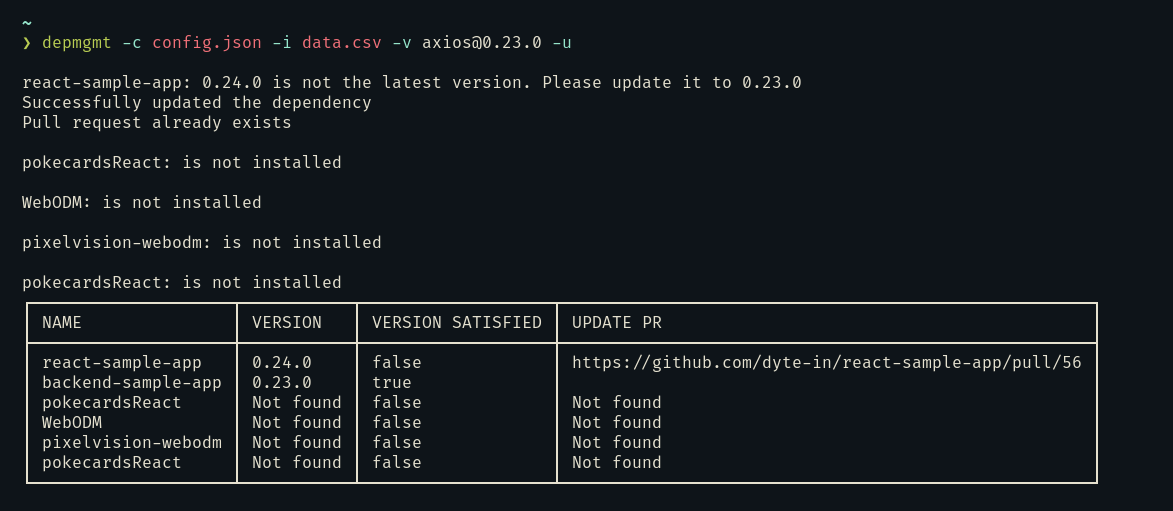 ~
❯ depmgmt -c config.json -i data.csv -v axios@0.23.0 -u
react-sample-app: 0.24.0 is not the latest version. Please update it to 0.23.0
Successfully updated the dependency
Pull request already exists
pokecardsReact: is not installed
WebODM: is not installed
pixelvision-webodm: is not installed
pokecardsReact: is not installed
NAME VERSION VERSION SATISFIED UPDATE PR
react-sample-app 0.24.0 false https://github.com/dyte-in/react-sample-app/pull/56
backend-sample-app 0.23.0 true
pokecardsReact Not found false Not found
WebODM Not found false Not found
pixelvision-webodm Not found false Not found
pokecardsReact Not found false Not found